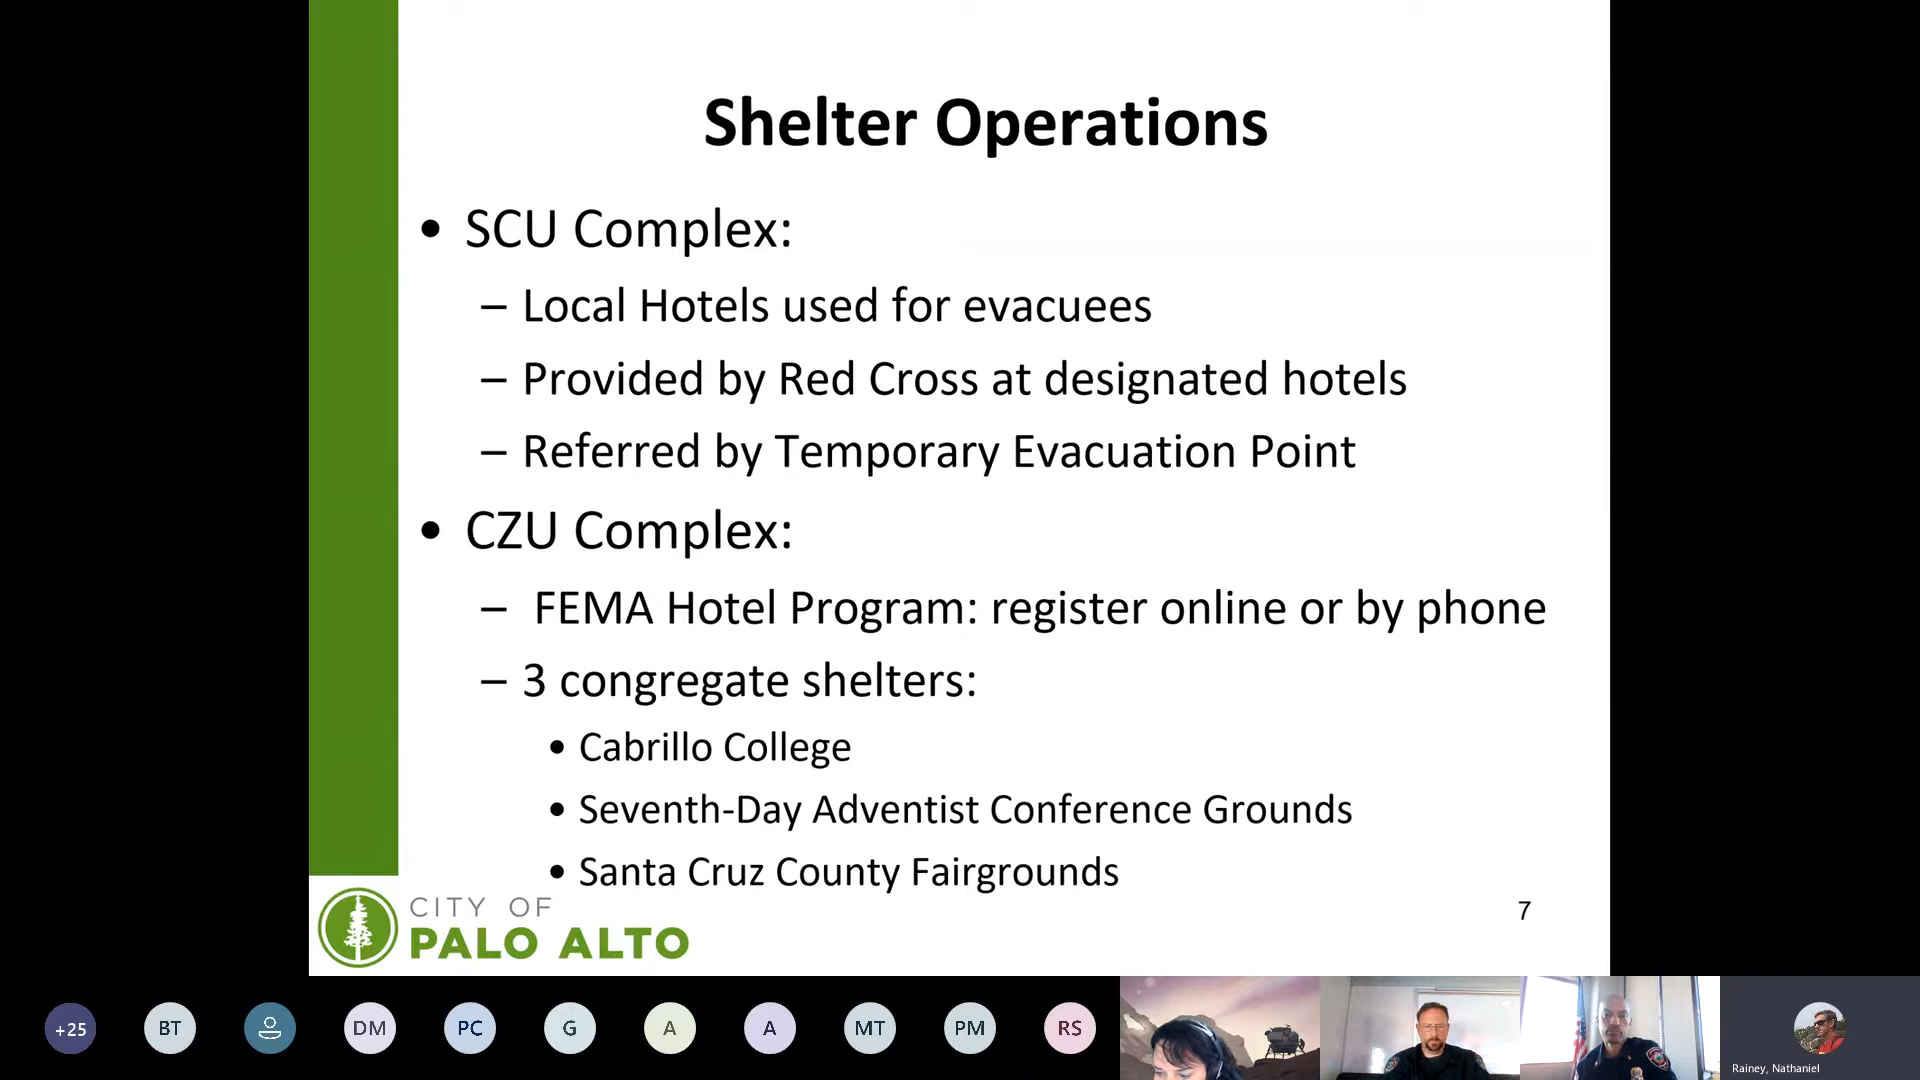 Shelter Operations
• SCU Complex:
– Local Hotels used for evacuees
– Provided by Red Cross at designated hotels
– Referred by Temporary Evacuation Point
• CZU Complex:
– FEMA Hotel Program: register online or by phone
– 3 congregate shelters:
• Cabrillo College
• Seventh-Day Adventist Conference Grounds
• Santa Cruz County Fairgrounds
CITY OF
PALO ALTO
7
+25
BT
DM
PC
G
A
A
MT
PM
RS
Rainey, Nathaniel